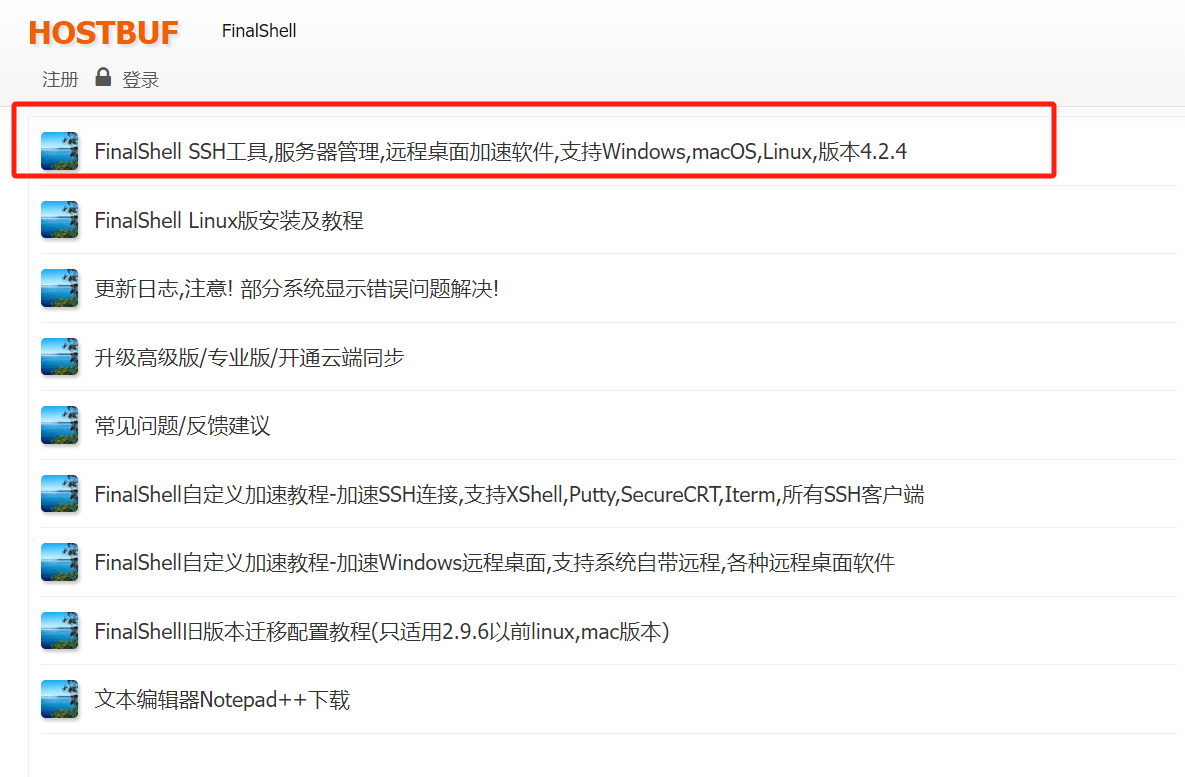 HOSTBUF FinalShell
注册 登录
FinalShell SSH工具,服务器管理,远程桌面加速软件,支持Windows,macOS,Linux,版本4.2.4
FinalShell Linux版安装及教程
更新日志,注意! 部分系统显示错误问题解决!
升级高级版/专业版/开通云端同步
常见问题/反馈建议
FinalShell自定义加速教程-加速SSH连接,支持XShell,Putty,SecureCRT,Iterm,所有SSH客户端
FinalShell自定义加速教程-加速Windows远程桌面,支持系统自带远程,各种远程桌面软件
FinalShell旧版本迁移配置教程(只适用2.9.6以前linux,mac版本)
文本编辑器Notepad++下载